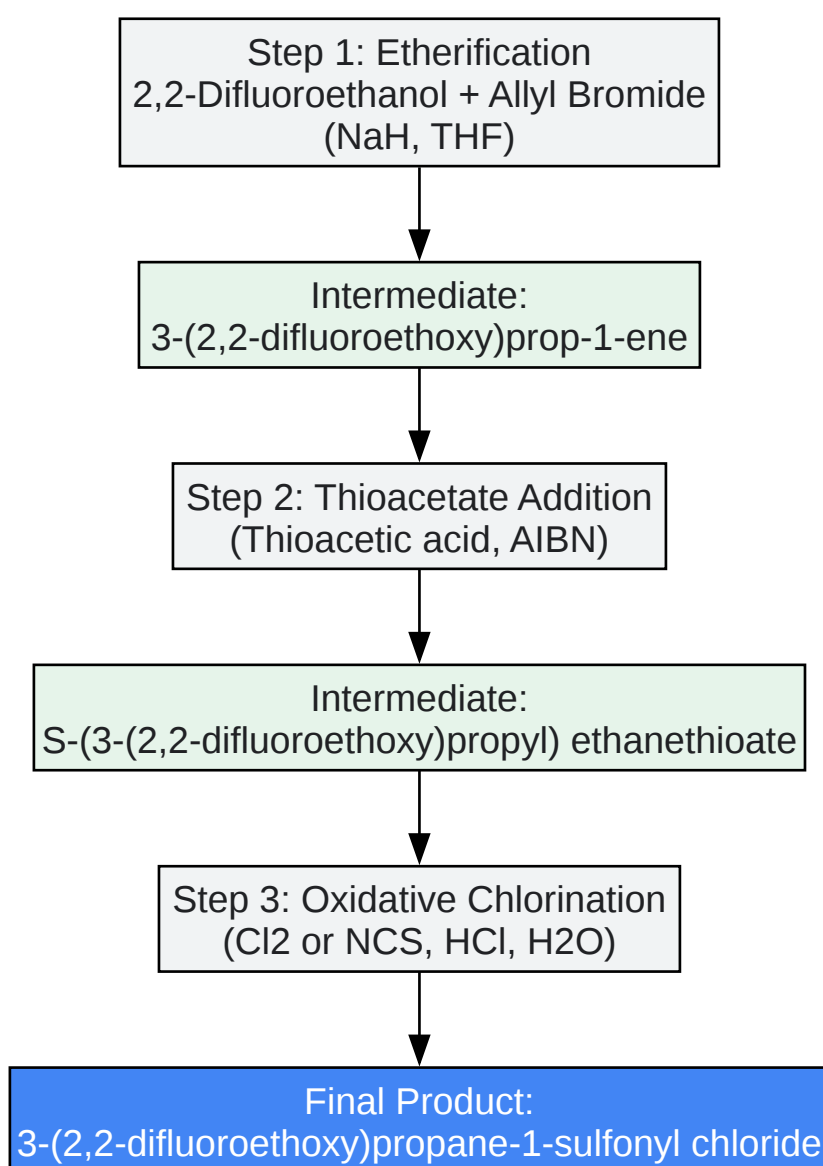 Step 1: Etherification
2,2-Difluoroethanol + Allyl Bromide
(NaH, THF)
Intermediate:
3-(2,2-difluoroethoxy)prop-1-ene
Step 2: Thioacetate Addition
(Thioacetic acid, AIBN)
Intermediate:
S-(3-(2,2-difluoroethoxy)propyl) ethanethioate
Step 3: Oxidative Chlorination
(Cl2 or NCS, HCl, H2O)
Final Product:
3-(2,2-difluoroethoxy)propane-1-sulfonyl chloride